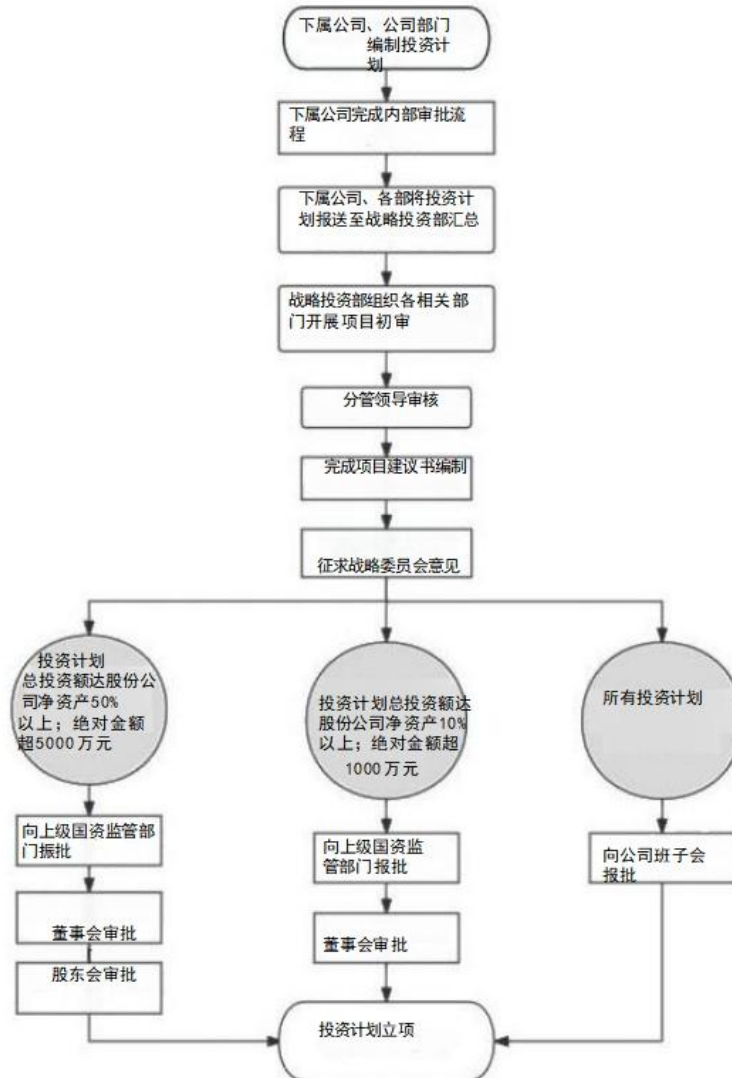 下属公司、公司部门
编制投资计
划
下属公司完成内部审批流
程
下属公司、各部将投资计
划报送至战略投资部汇总
战略投资部组织各相关部
门开展项目初审
分管领导审核
完成项目建议书编制
征求战略委员会意见
投资计划
总投资额达股份公
司净资产50%
以上；绝对金额
超5000万元
投资计划总投资额达
股份公司净资产10%
以上；绝对金额超
1000万元
所有投资计划
向上级国资监管部
门振批
向上级国资监
管部门报批
向公司班子会
报批
董事会审批
董事会审批
股东会审批
投资计划立项